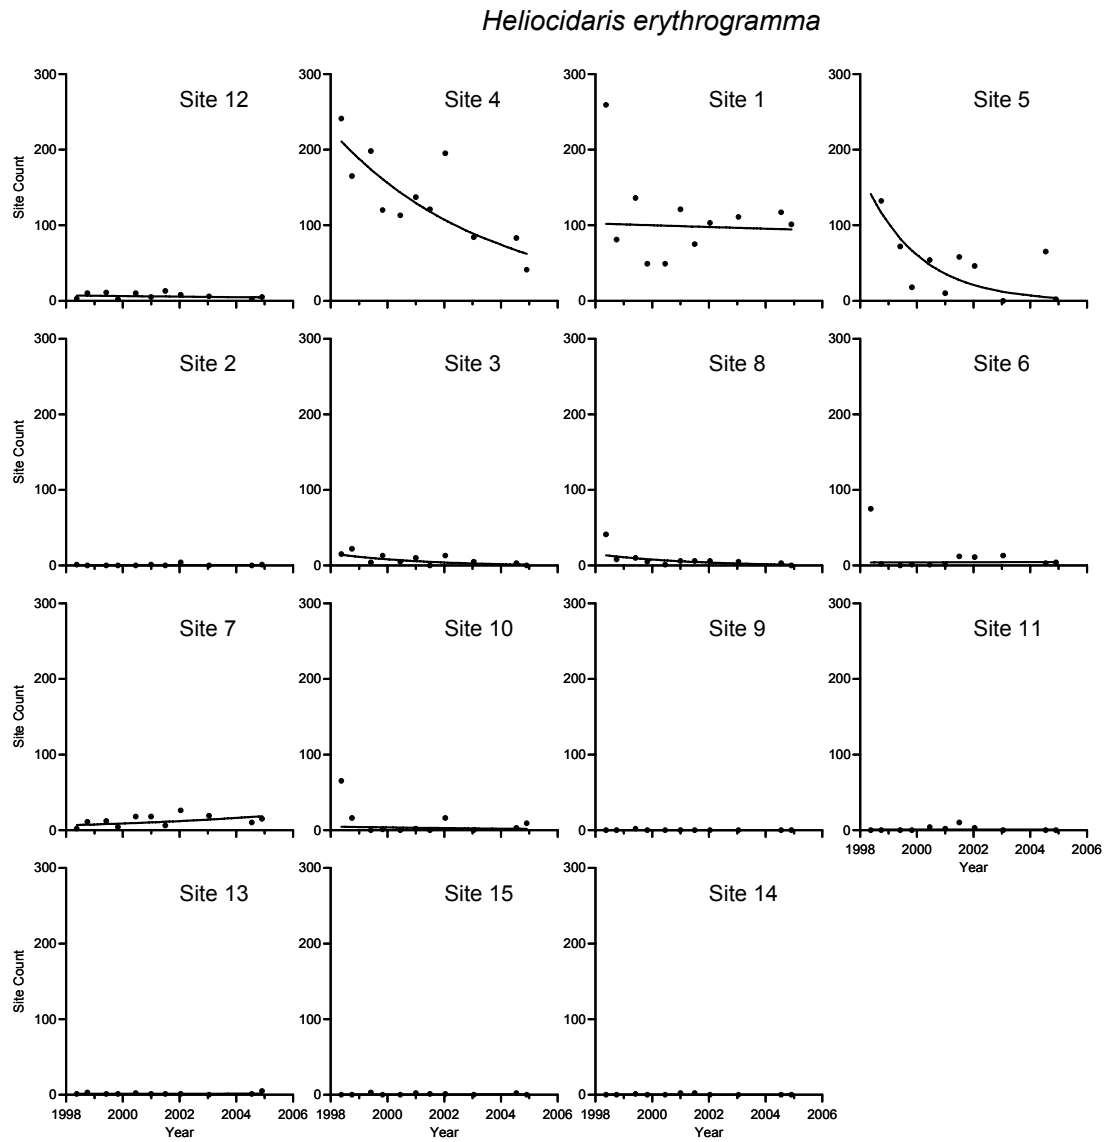 Heliocidaris erythrogramma
Site 12
Site 4
Site 1
Site 5
300
200
100
0
Site Count
300
200
100
0
300
200
100
0
300
200
100
0
Site 2
Site 3
Site 8
Site 6
300
200
100
0
Site Count
300
200
100
0
300
200
100
0
300
200
100
0
Site 7
Site 10
Site 9
Site 11
300
200
100
0
Site Count
300
200
100
0
300
200
100
0
300
200
100
0
1998 2000 2002 2004 2006
Year
Site 13
Site 15
Site 14
300
200
100
0
Site Count
300
200
100
0
300
200
100
0
1998 2000 2002 2004 2006
Year
1998 2000 2002 2004 2006
Year
1998 2000 2002 2004 2006
Year